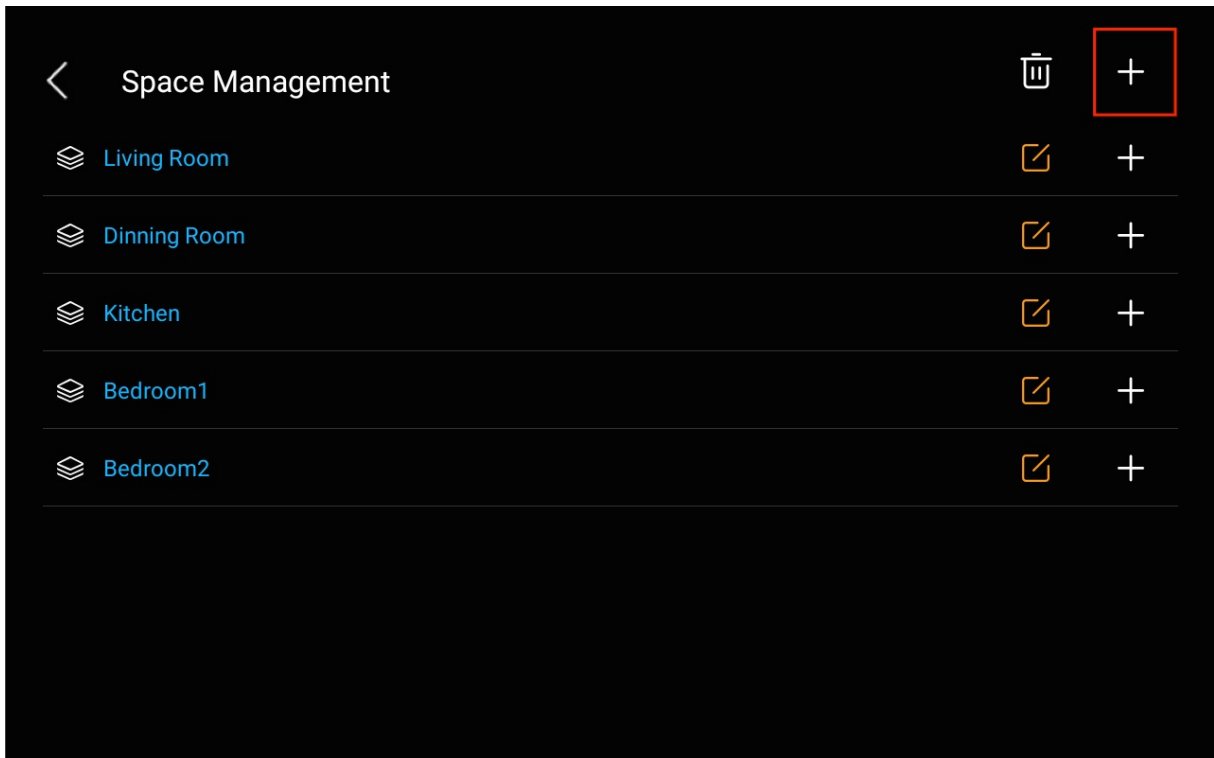 Space Management
Living Room
Dinning Room
Kitchen
Bedroom1
Bedroom2